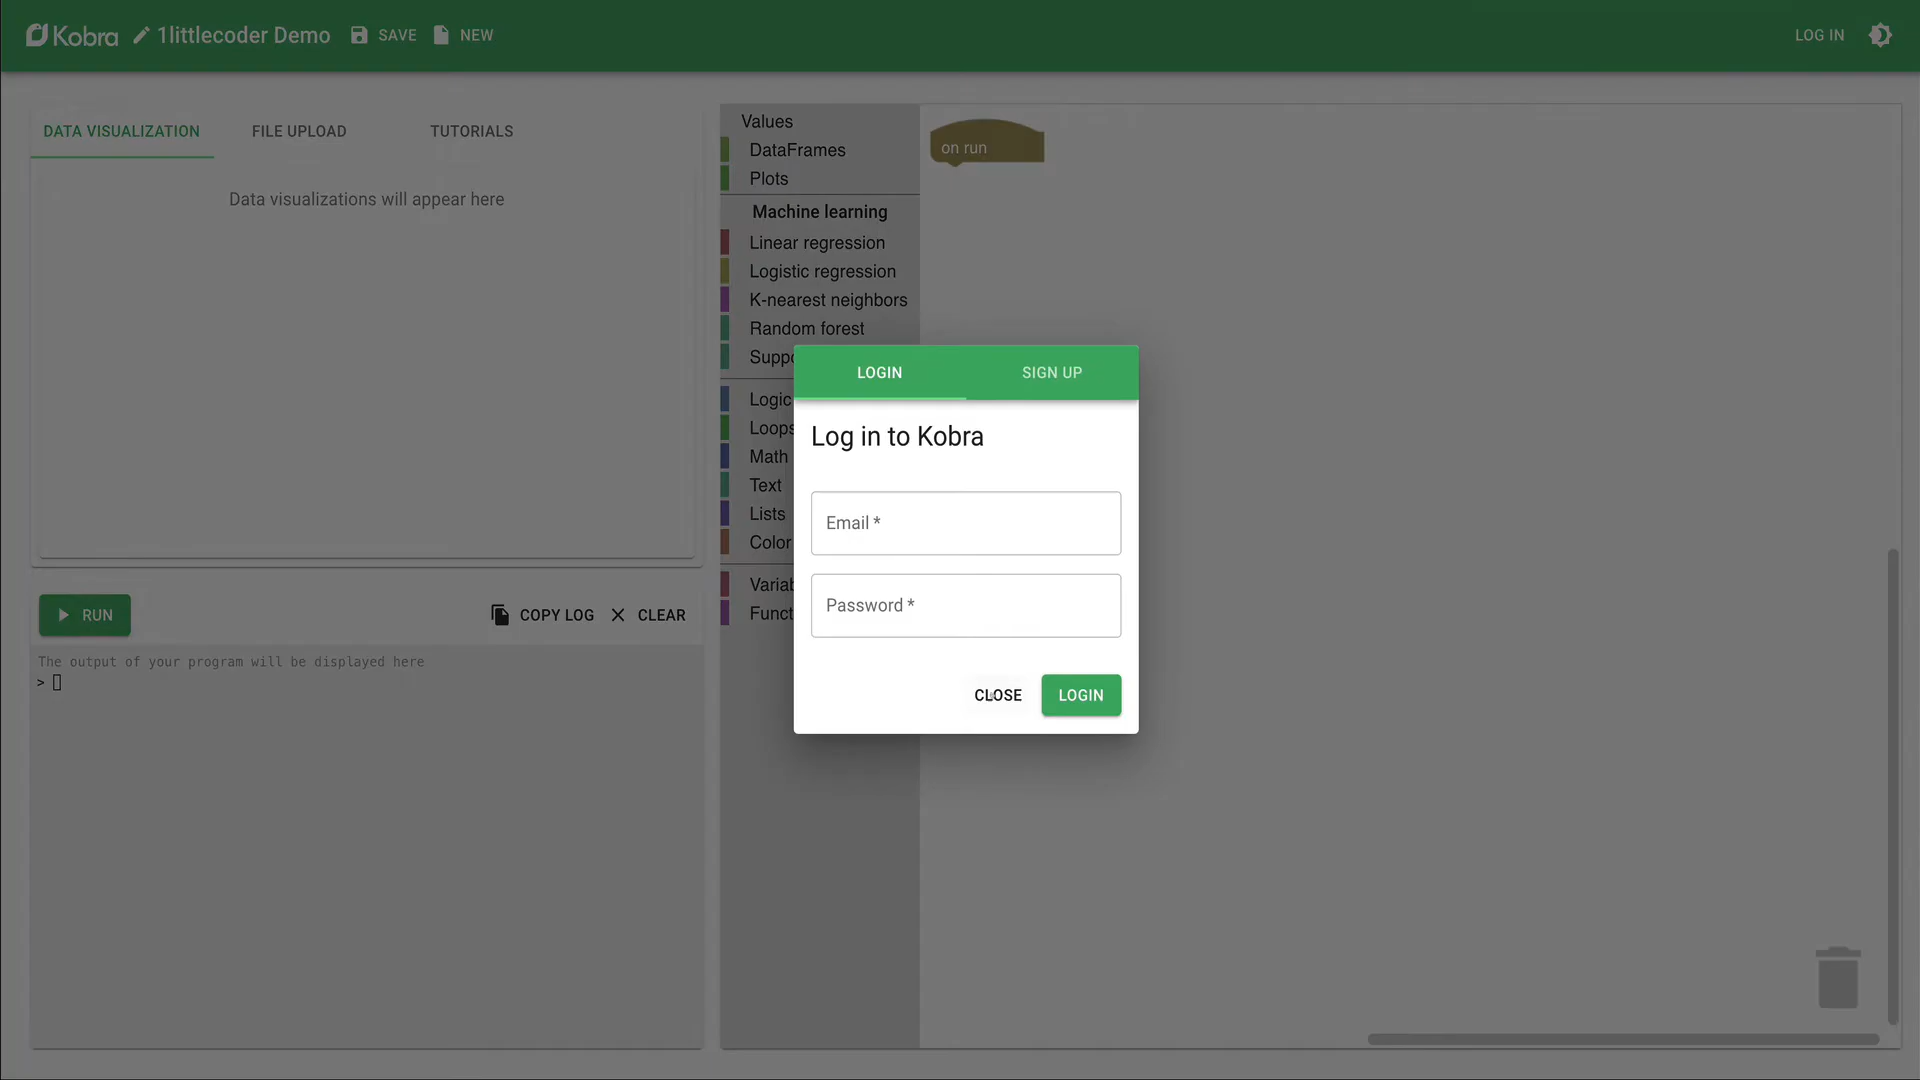 Kobra
1littlecoder Demo
SAVE
NEW
LOG IN
DATA VISUALIZATION
FILE UPLOAD
TUTORIALS
Data visualizations will appear here
RUN
COPY LOG
CLEAR
The output of your program will be displayed here
>
Values
DataFrames
Plots
Machine learning
Linear regression
Logistic regression
K-nearest neighbors
Random forest
Suppo
Logic
Loops
Math
Text
Lists
Color
Variab
Funct
on run
LOGIN
SIGN UP
Log in to Kobra
Email *
Password *
CLOSE
LOGIN